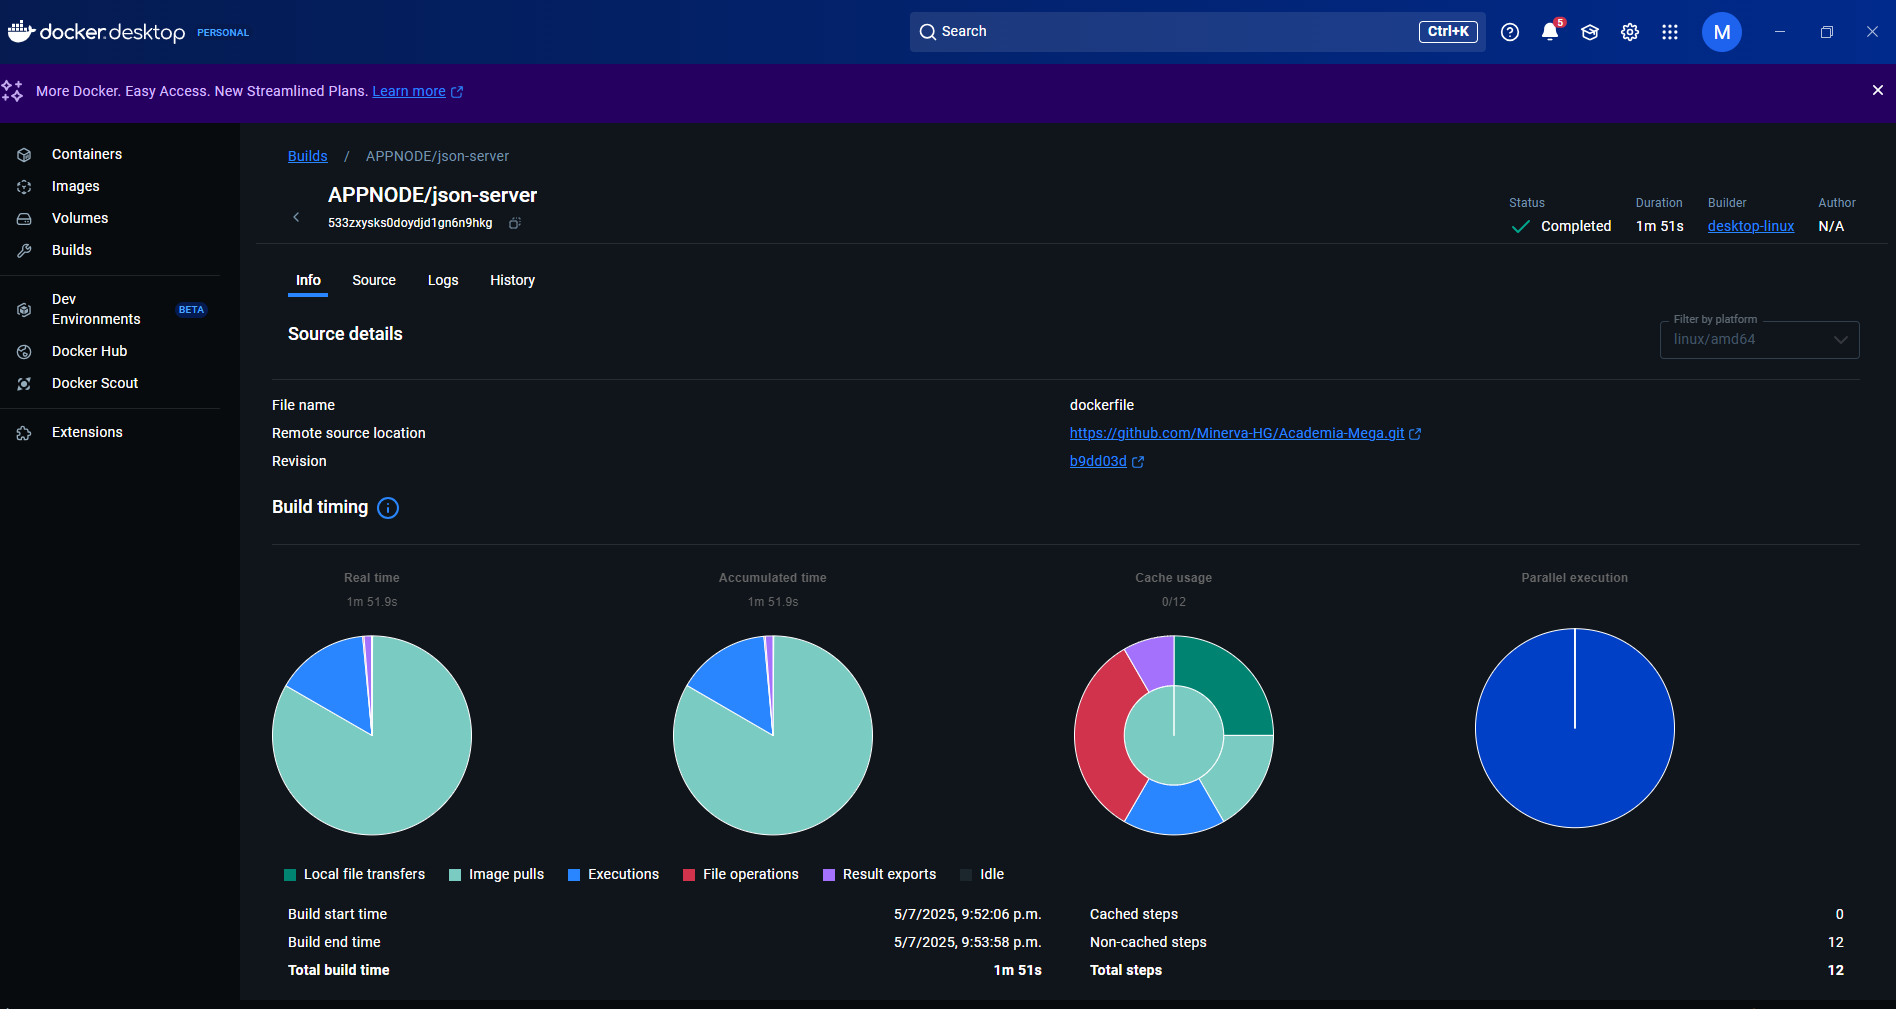 docker desktop PERSONAL
Search Ctrl+K
5
M
More Docker. Easy Access. New Streamlined Plans. Learn more
Containers
Images
Volumes
Builds
Dev Environments BETA
Docker Hub
Docker Scout
Extensions
Builds / APPNODE/json-server
APPNODE/json-server
533zxysks0doydjd1gn6n9hkg
Status Duration Builder Author
Completed 1m 51s desktop-linux N/A
Info Source Logs History
Source details
Filter by platform
linux/amd64
File name dockerfile
Remote source location https://github.com/Minerva-HG/Academia-Mega.git
Revision b9dd03d
Build timing
Real time Accumulated time Cache usage Parallel execution
1m 51.9s 1m 51.9s 0/12
Local file transfers Image pulls Executions File operations Result exports Idle
Build start time 5/7/2025, 9:52:06 p.m. Cached steps 0
Build end time 5/7/2025, 9:53:58 p.m. Non-cached steps 12
Total build time 1m 51s Total steps 12